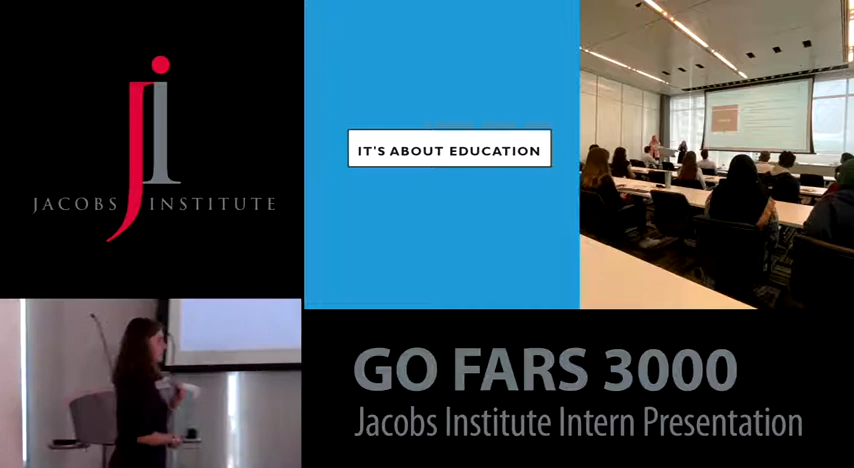 JACOBS INSTITUTE
IT'S ABOUT EDUCATION
GO FARS 3000
Jacobs Institute Intern Presentation